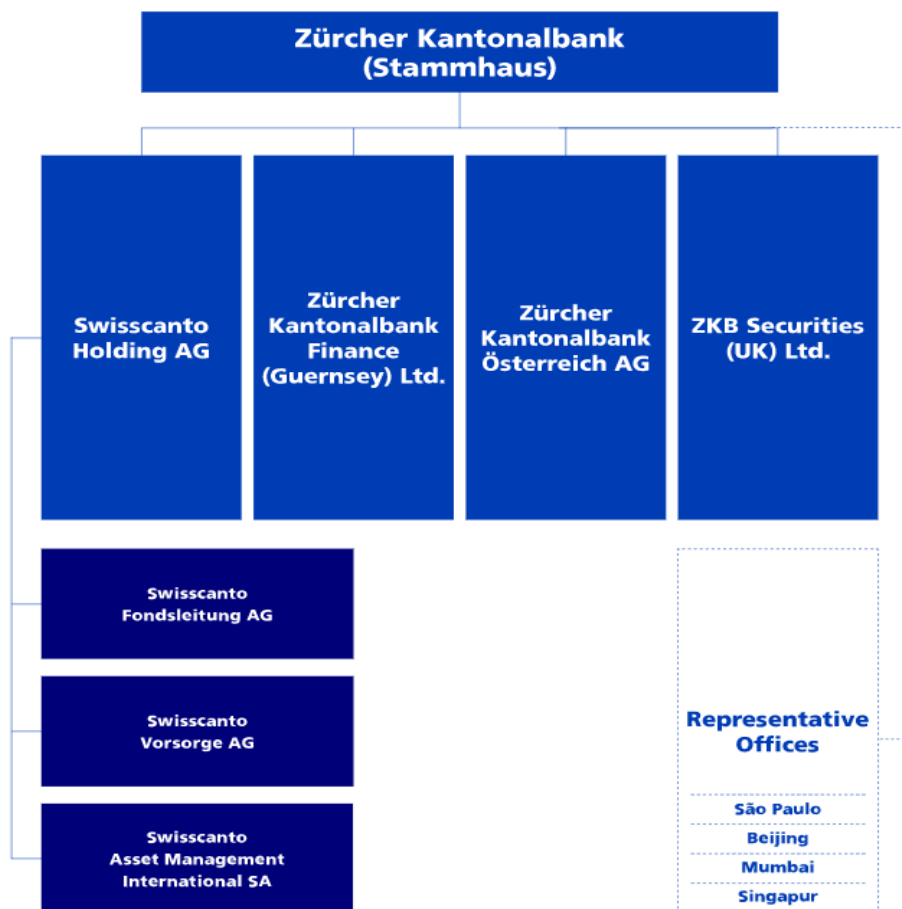 Zürcher Kantonalbank
(Stammhaus)
Swisscanto
Holding AG
Zürcher
Kantonalbank
Finance
(Guernsey) Ltd.
Zürcher
Kantonalbank
Österreich AG
ZKB Securities
(UK) Ltd.
Swisscanto
Fondsleitung AG
Swisscanto
Vorsorge AG
Swisscanto
Asset Management
International SA
Representative
Offices
São Paulo
Beijing
Mumbai
Singapur